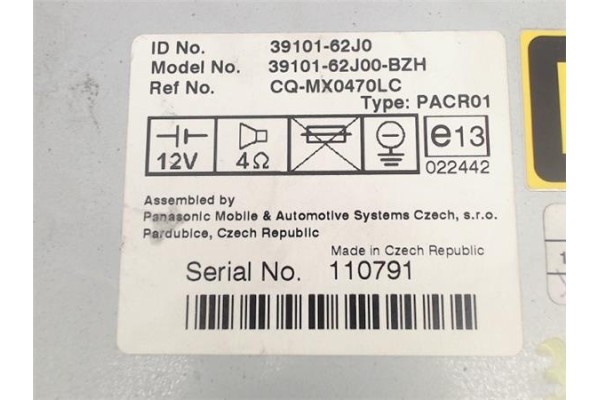 ID No. 39101-62J0
Model No. 39101-62J00-BZH
Ref No. CQ-MX0470LC
Type: PACR01
12V 4Ω e13
022442
Assembled by
Panasonic Mobile & Automotive Systems Czech, s.r.o.
Pardubice, Czech Republic
Made in Czech Republic
Serial No. 110791